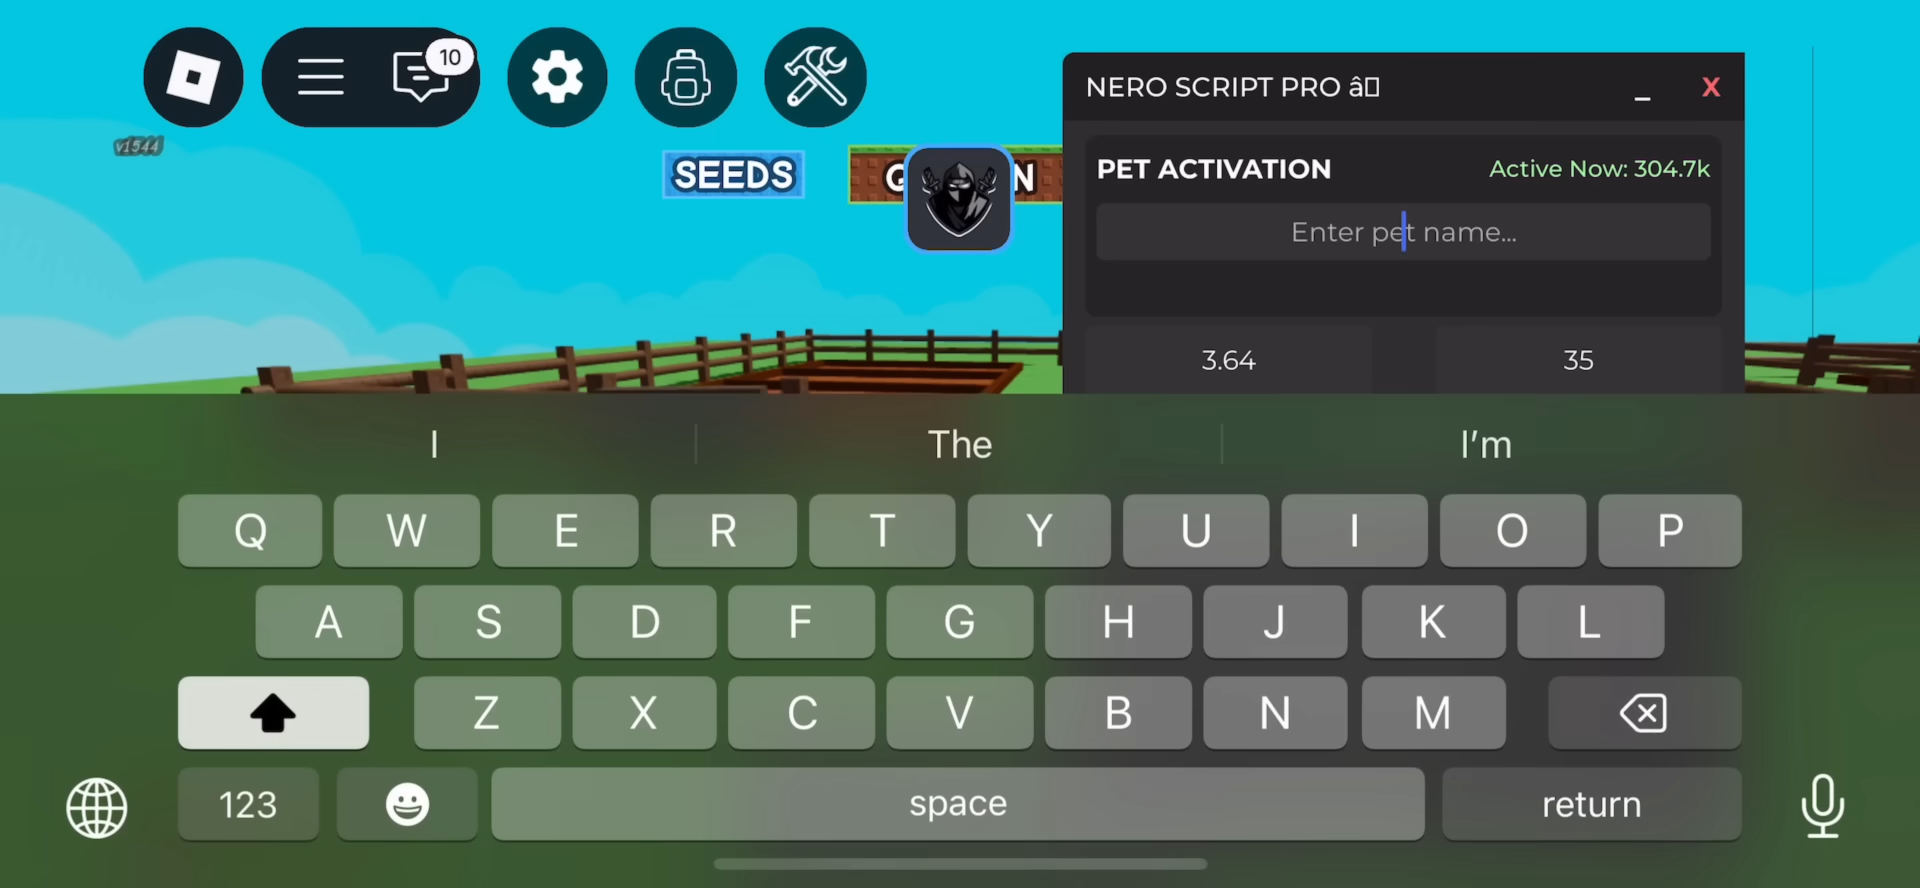 10
v1544
SEEDS
NERO SCRIPT PRO â
PET ACTIVATION
Active Now: 304.7k
Enter pet name...
3.64
35
I
The
I'm
Q W E R T Y U I O P
A S D F G H J K L
Z X C V B N M
123
space
return